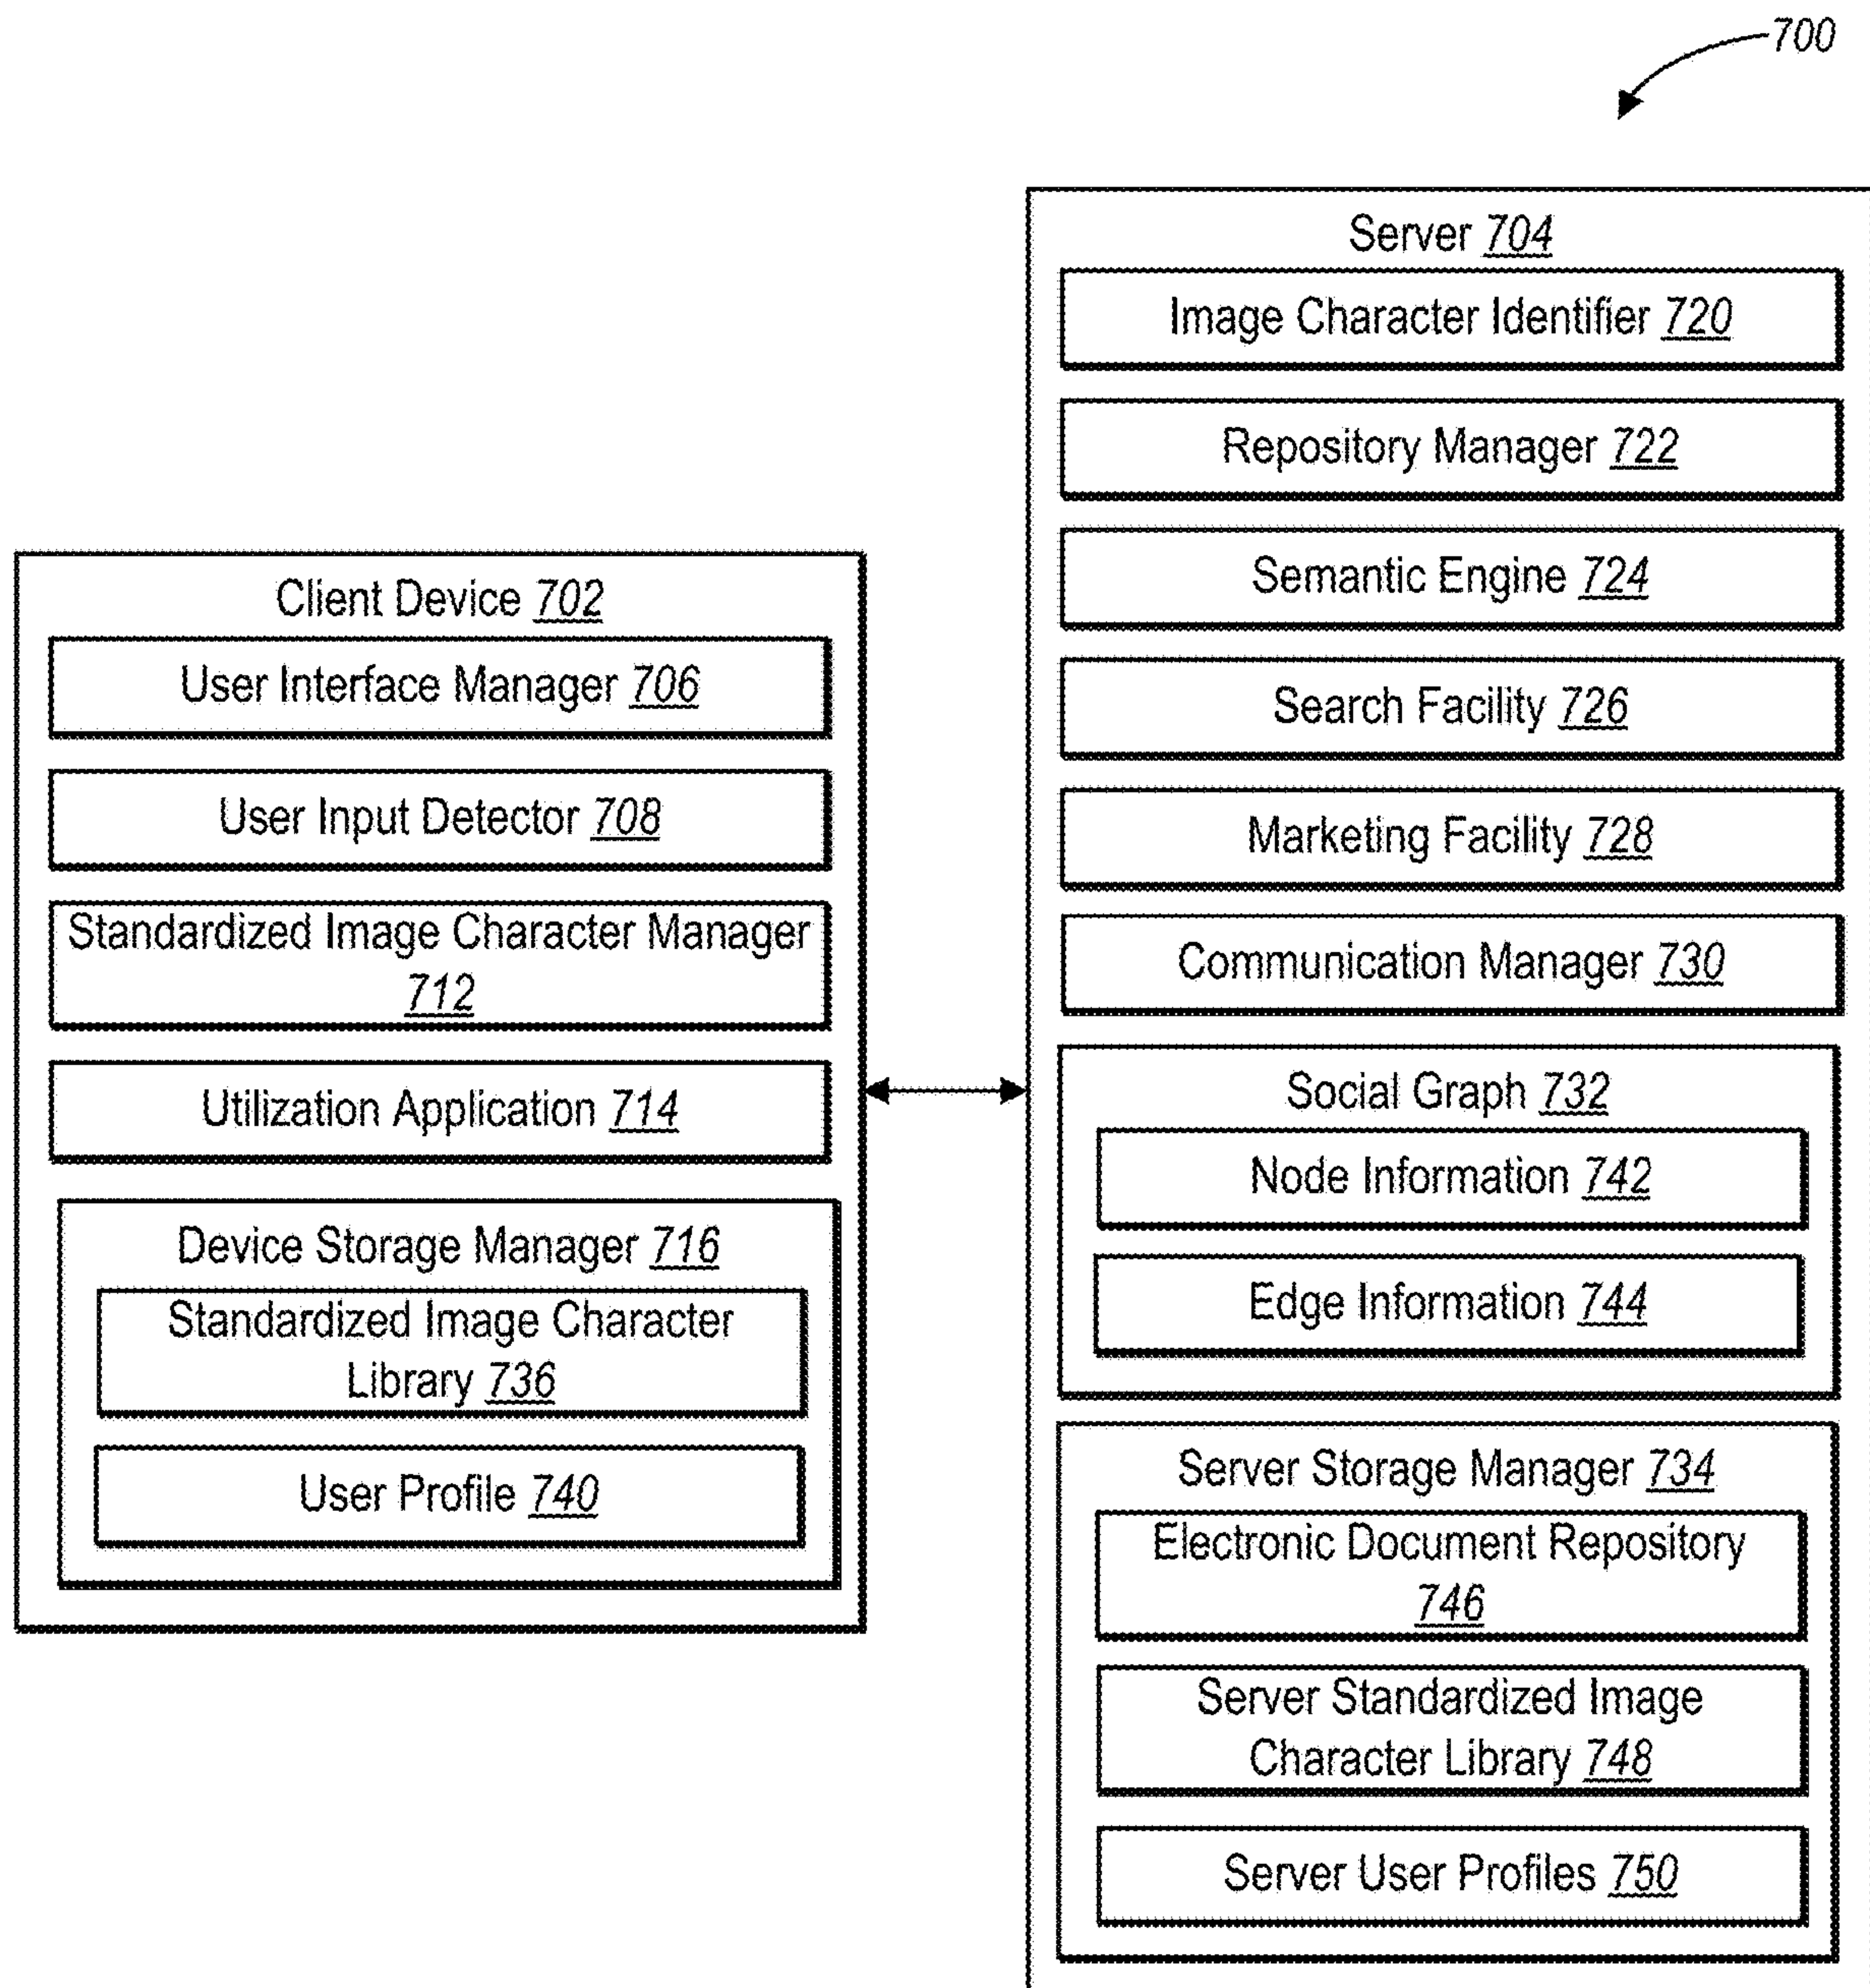 700
Client Device 702
User Interface Manager 706
User Input Detector 708
Standardized Image Character Manager
712
Utilization Application 714
Device Storage Manager 716
Standardized Image Character
Library 736
User Profile 740
Server 704
Image Character Identifier 720
Repository Manager 722
Semantic Engine 724
Search Facility 726
Marketing Facility 728
Communication Manager 730
Social Graph 732
Node Information 742
Edge Information 744
Server Storage Manager 734
Electronic Document Repository
746
Server Standardized Image
Character Library 748
Server User Profiles 750